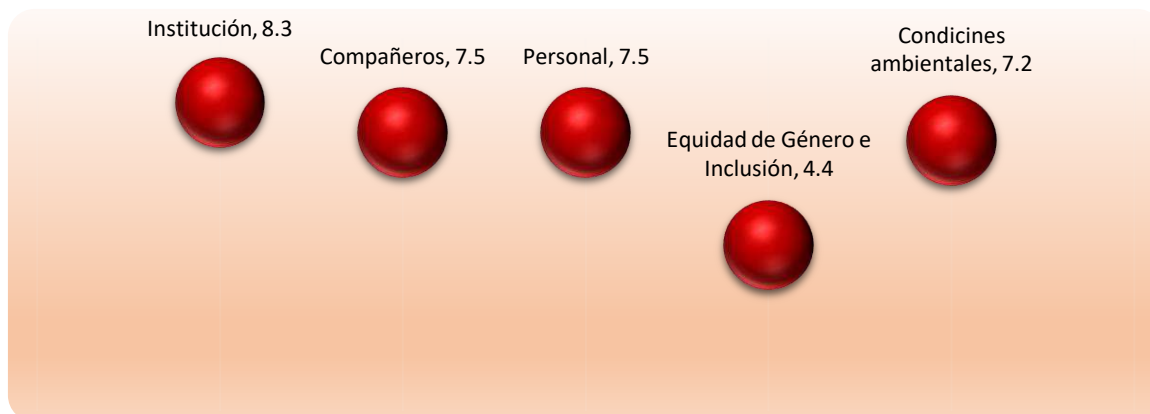 Institución, 8.3
Compañeros, 7.5
Personal, 7.5
Equidad de Género e
Inclusión, 4.4
Condicines
ambientales, 7.2